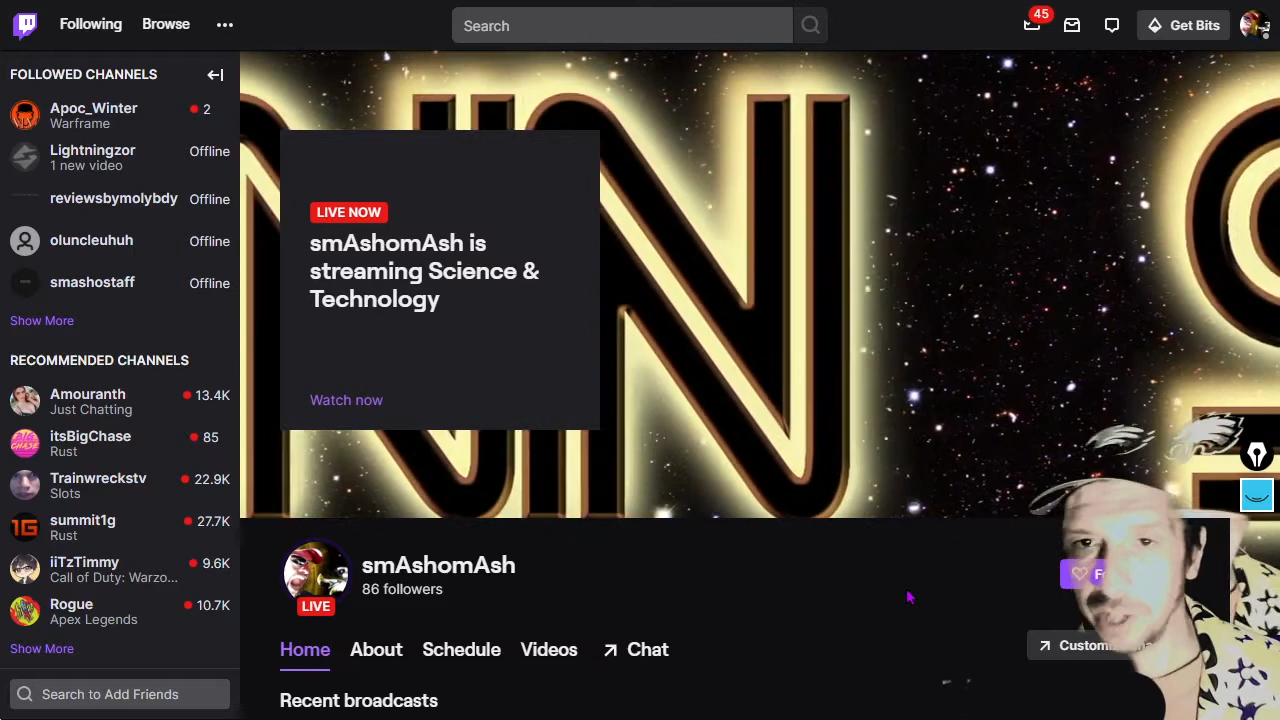 Following Browse
Search
45
Get Bits
FOLLOWED CHANNELS
Apoc_Winter 2
Warframe
Lightningzor Offline
1 new video
reviewsbymolybdy Offline
oluncleuhuh Offline
smashostaff Offline
Show More
RECOMMENDED CHANNELS
Amouranth 13.4K
Just Chatting
itsBigChase 85
Rust
Trainwreckstv 22.9K
Slots
summit1g 27.7K
Rust
iiTzTimmy 9.6K
Call of Duty: Warzo...
Rogue 10.7K
Apex Legends
Show More
Search to Add Friends
LIVE NOW
smAshomAsh is
streaming Science &
Technology
Watch now
smAshomAsh
86 followers
LIVE
Home About Schedule Videos Chat
Recent broadcasts